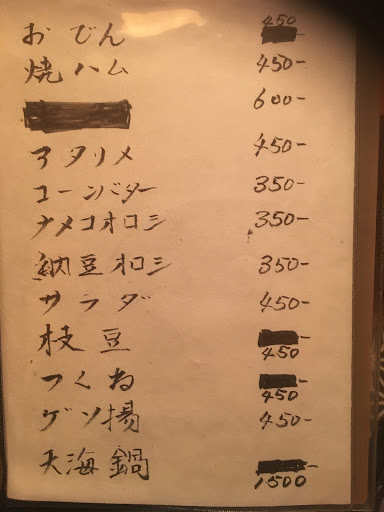 おでん 450
焼ハム 450-
600-
アタリメ 450-
コーンバター 350-
ナメコオロシ 350-
納豆オロシ 350-
サラダ 450-
枝豆 450
つくね 450
ゲソ揚 450-
天海鍋 1500